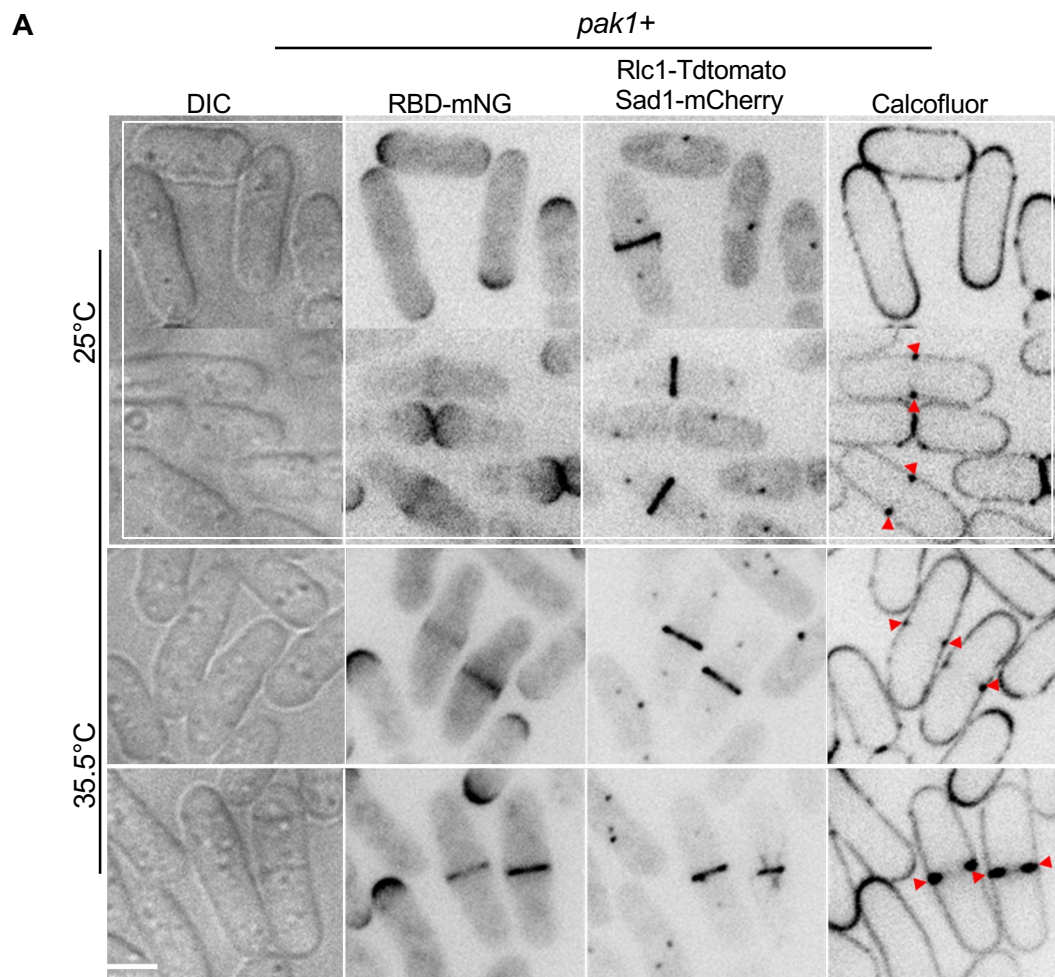 A
pak1+
DIC
RBD-mNG
Rlc1-Tdtomato
Sad1-mCherry
Calcofluor
25°C
35.5°C